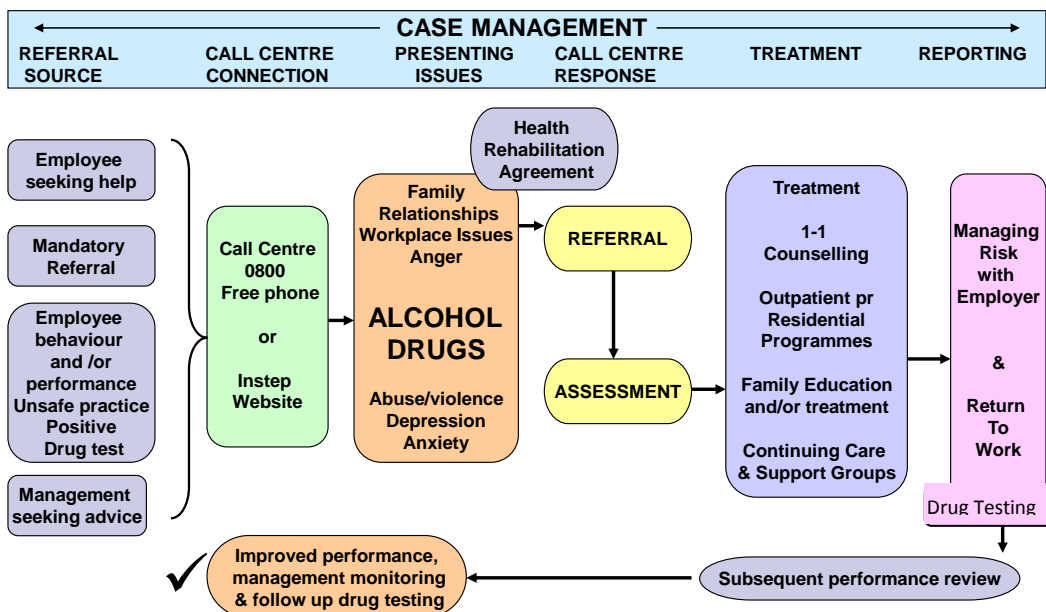 CASE MANAGEMENT
REFERRAL
SOURCE
CALL CENTRE
CONNECTION
PRESENTING
ISSUES
CALL CENTRE
RESPONSE
TREATMENT
REPORTING
Employee
seeking help
Mandatory
Referral
Employee
behaviour
and /or
performance
Unsafe practice
Positive
Drug test
Management
seeking advice
Call Centre
0800
Free phone
or
Instep
Website
Health
Rehabilitation
Agreement
Family
Relationships
Workplace Issues
Anger
ALCOHOL
DRUGS
Abuse/violence
Depression
Anxiety
REFERRAL
ASSESSMENT
Treatment
1-1
Counselling
Outpatient pr
Residential
Programmes
Family Education
and/or treatment
Continuing Care
& Support Groups
Managing
Risk
with
Employer
&
Return
To
Work
Drug Testing
Subsequent performance review
Improved performance,
management monitoring
& follow up drug testing